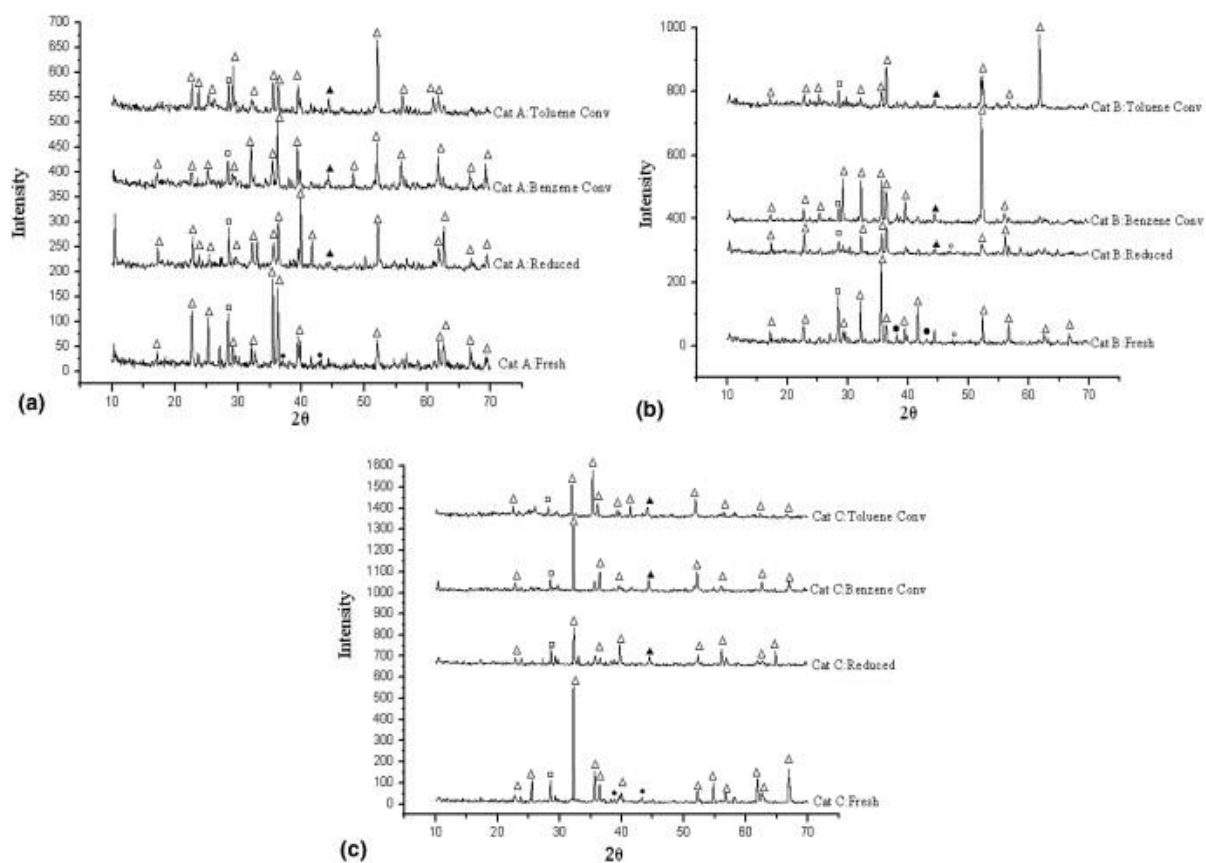 700
650
600
550
500
450
400
350
300
250
200
150
100
50
0
Intensity
Cat A:Toluene Conv
Cat A:Benzene Conv
Cat A:Reduced
Cat A:Fresh
10 20 30 40 50 60 70
2θ
(a)
1000
800
600
400
200
0
Intensity
Cat B:Toluene Conv
Cat B:Benzene Conv
Cat B:Reduced
Cat B:Fresh
10 20 30 40 50 60 70
2θ
(b)
1600
1500
1400
1300
1200
1100
1000
900
800
700
600
500
400
300
200
100
0
Intensity
Cat C:Toluene Conv
Cat C:Benzene Conv
Cat C:Reduced
Cat C:Fresh
10 20 30 40 50 60 70
2θ
(c)